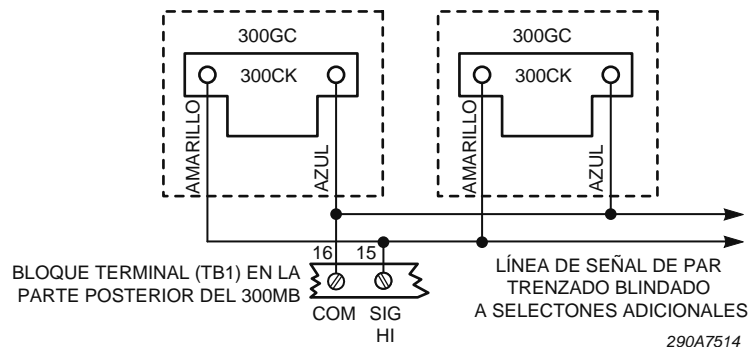 300GC
300CK
AMARILLO
AZUL
300GC
300CK
AMARILLO
AZUL
16 15
BLOQUE TERMINAL (TB1) EN LA
PARTE POSTERIOR DEL 300MB
COM SIG
HI
LÍNEA DE SEÑAL DE PAR
TRENZADO BLINDADO
A SELECTONES ADICIONALES
290A7514